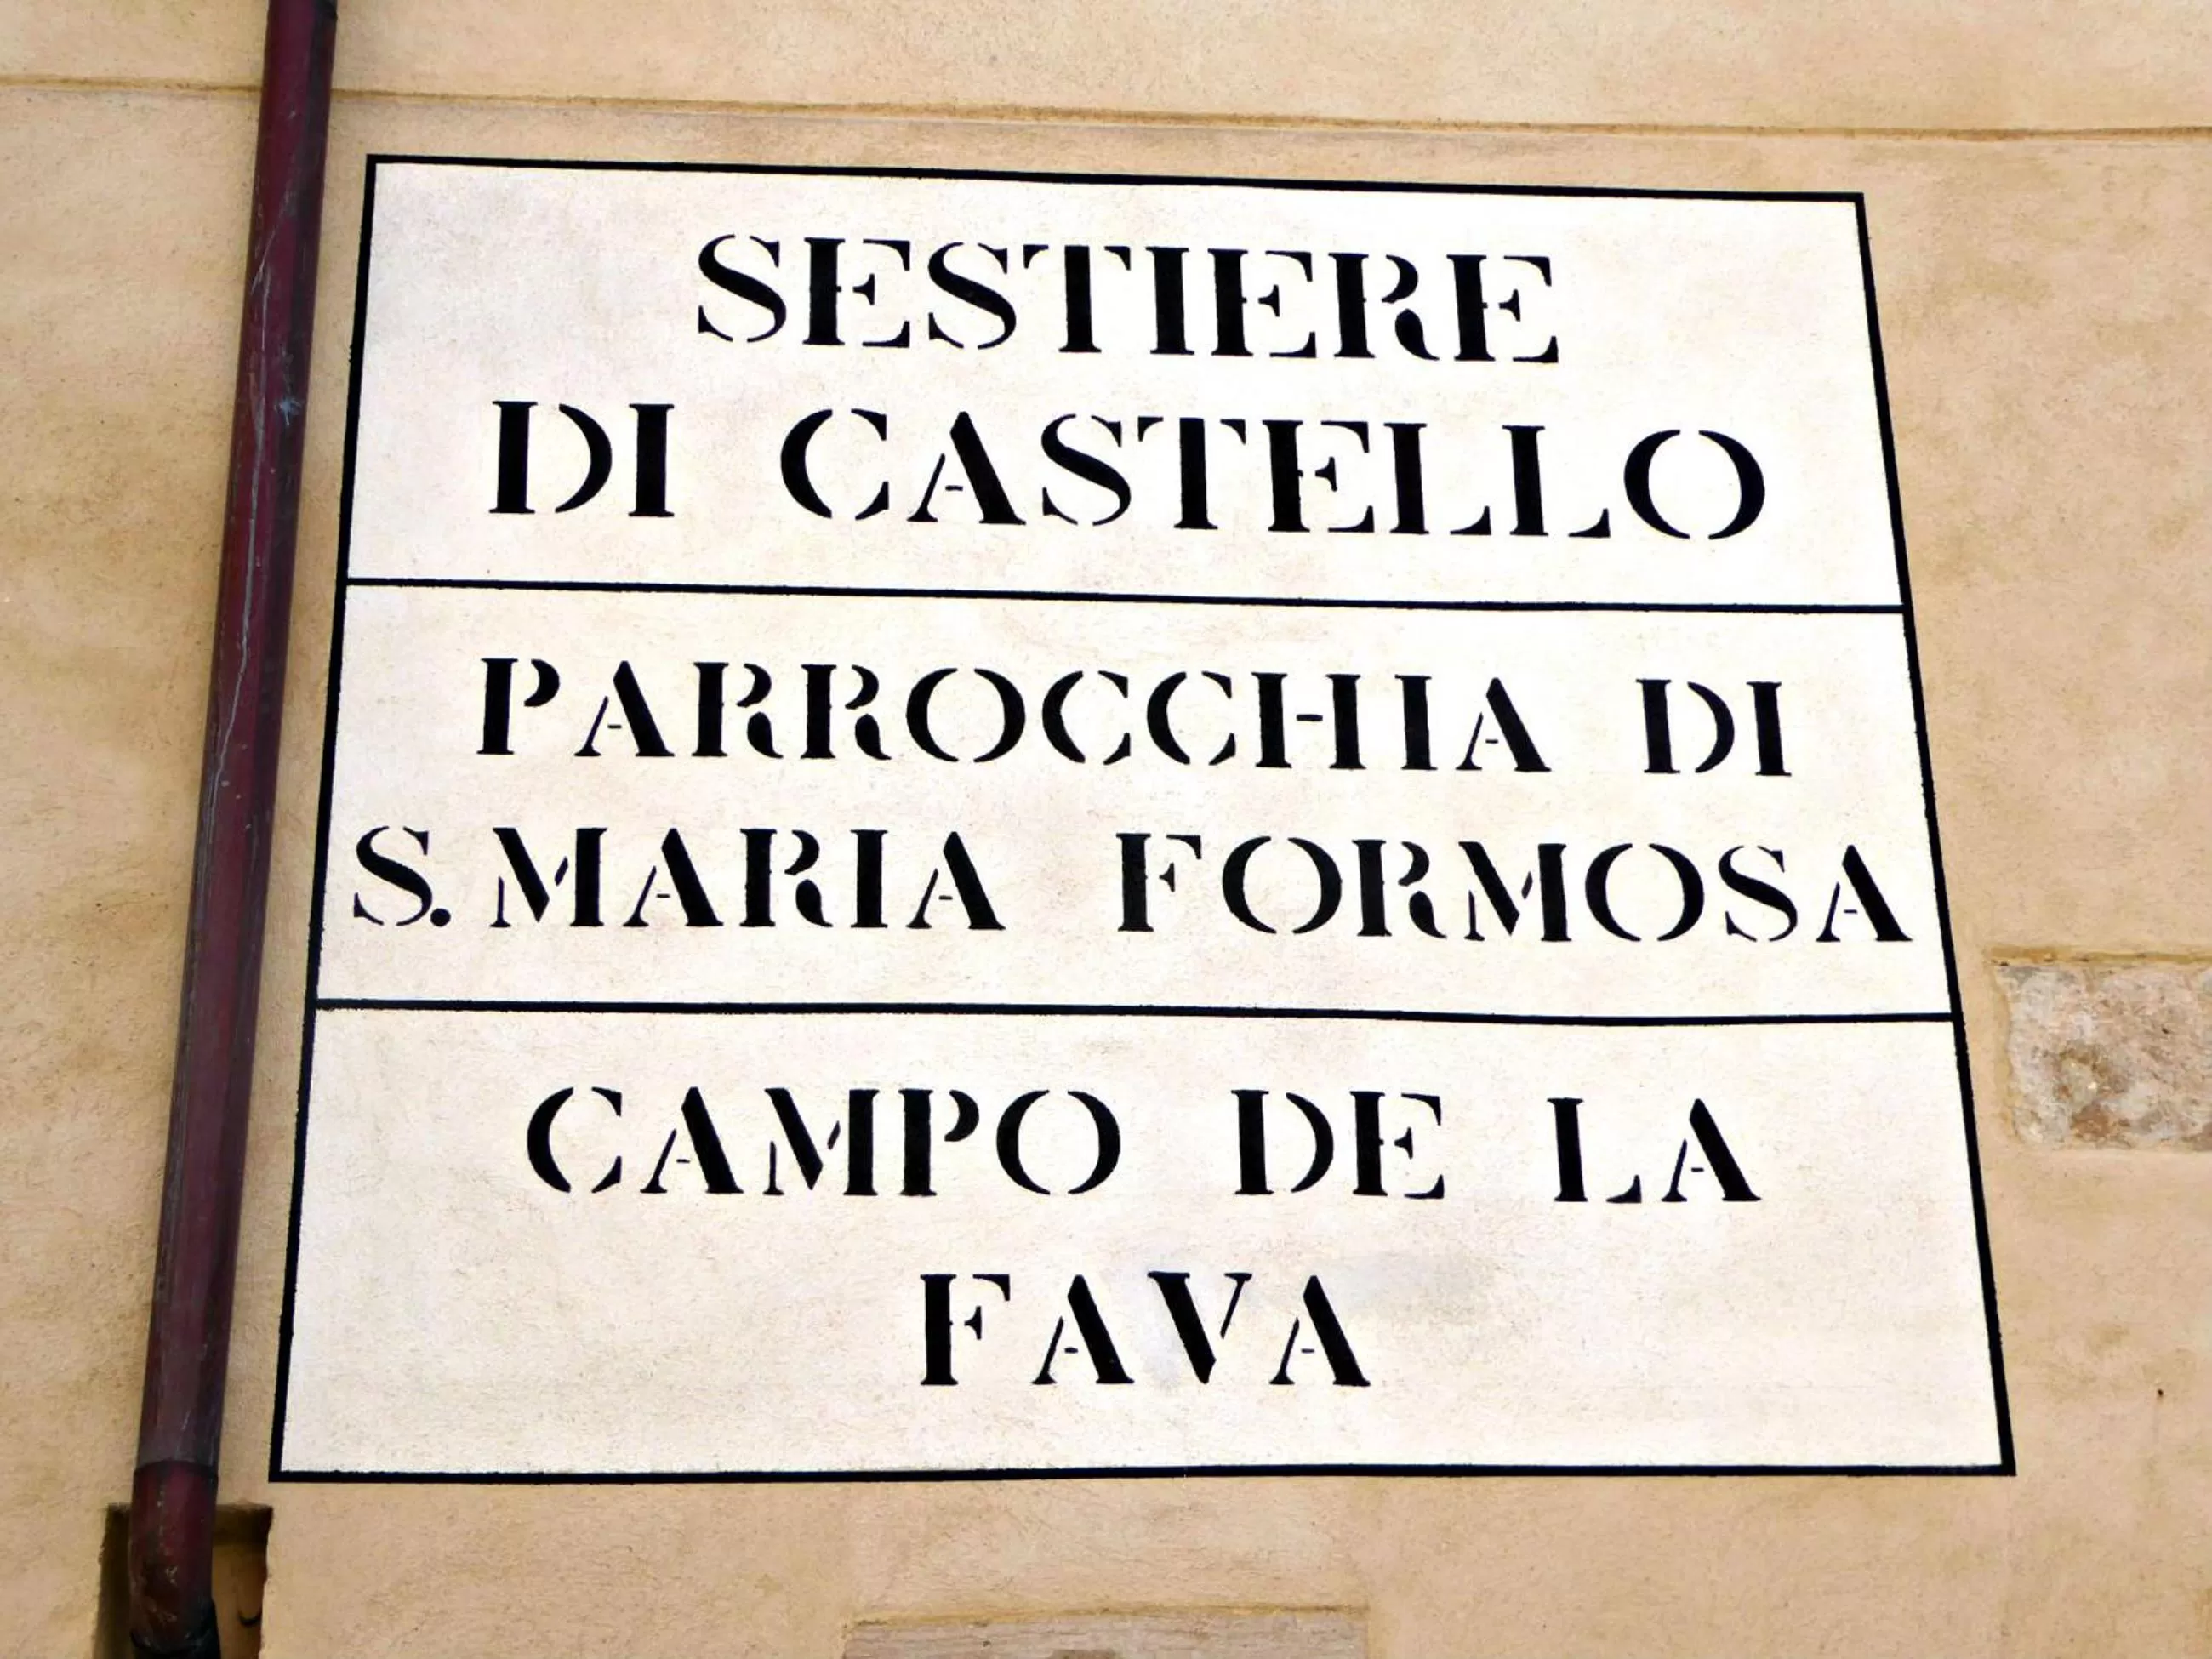 SESTIERE
DI CASTELLO
PARROCCHIA DI
S. MARIA FORMOSA
CAMPO DE LA
FAVA